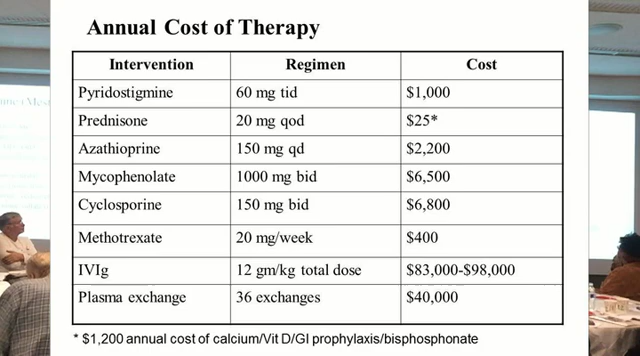 Annual Cost of Therapy
Intervention Regimen Cost
Pyridostigmine 60 mg tid $1,000
Prednisone 20 mg qod $25*
Azathioprine 150 mg qd $2,200
Mycophenolate 1000 mg bid $6,500
Cyclosporine 150 mg bid $6,800
Methotrexate 20 mg/week $400
IVIg 12 gm/kg total dose $83,000-$98,000
Plasma exchange 36 exchanges $40,000
* $1,200 annual cost of calcium/Vit D/GI prophylaxis/bisphosphonate